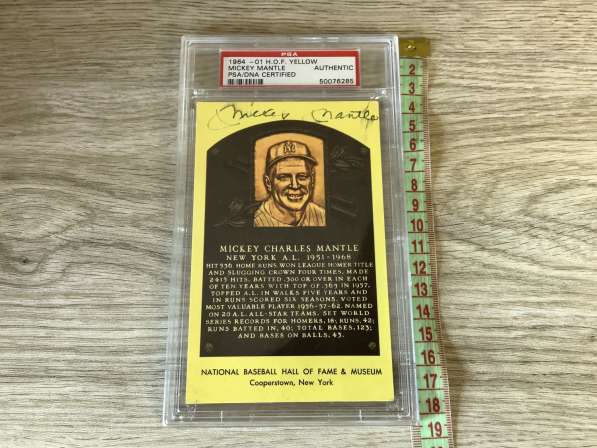 PSA
1964 -01 H.O.F. YELLOW
MICKEY MANTLE AUTHENTIC
PSA/DNA CERTIFIED
50076285
Mickey Mantle
MICKEY CHARLES MANTLE
NEW YORK A.L. 1951-1968
HIT 536 HOME RUNS. WON LEAGUE HOMER TITLE
AND SLUGGING CROWN FOUR TIMES. MADE
2415 HITS. BATTED .300 OR OVER IN EACH
OF TEN YEARS WITH TOP OF .365 IN 1957.
TOPPED A.L. IN WALKS FIVE YEARS AND
IN RUNS SCORED SIX SEASONS. VOTED
MOST VALUABLE PLAYER 1956-57-62. NAMED
ON 20 A.L. ALL-STAR TEAMS. SET WORLD
SERIES RECORDS FOR HOMERS, 18; RUNS, 42;
RUNS BATTED IN, 40; TOTAL BASES, 123;
AND BASES ON BALLS, 43.
NATIONAL BASEBALL HALL OF FAME & MUSEUM
Cooperstown, New York
2
3
4
5
6
7
8
9
10
11
12
13
14
15
16
17
18
19